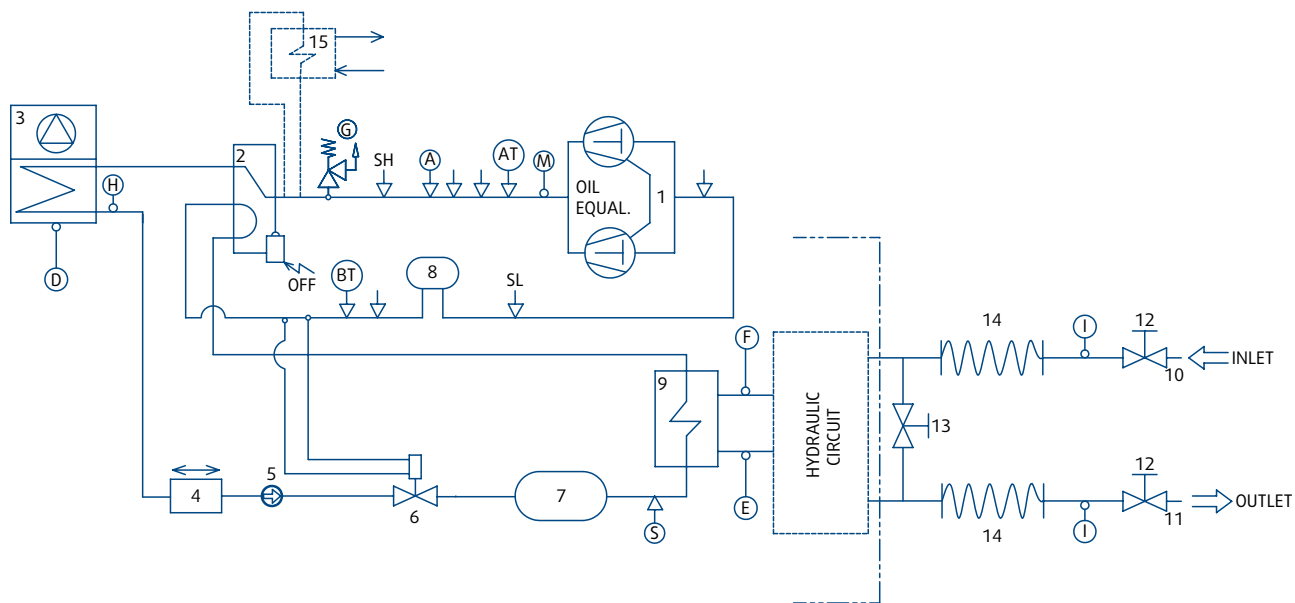 15
3
G
2
SH
A
AT
M
OIL
EQUAL.
1
H
D
OFF
BT
8
SL
F
14
I
12
INLET
10
9
HYDRAULIC
CIRCUIT
13
5
4
6
7
S
E
14
I
12
11
OUTLET